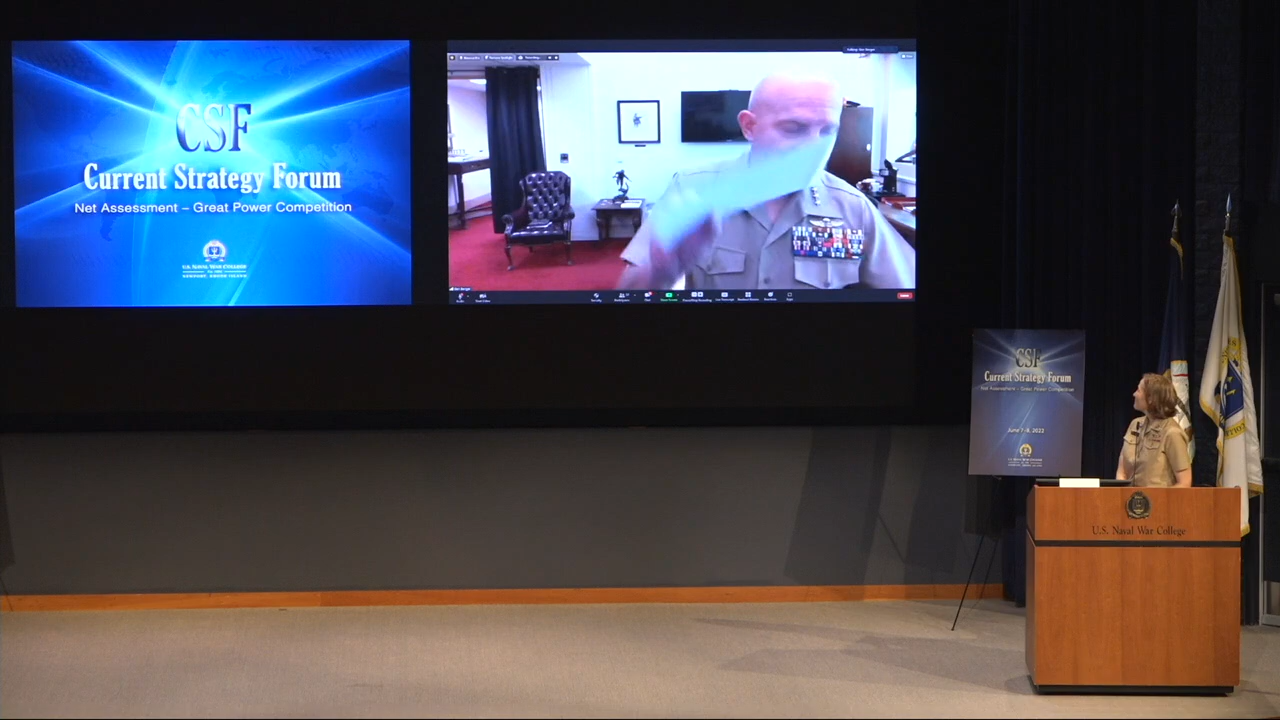 CSF
Current Strategy Forum
Net Assessment – Great Power Competition
U.S. NAVAL WAR COLLEGE
CSF
Current Strategy Forum
Net Assessment – Great Power Competition
June 7-8, 2022
U.S. Naval War College